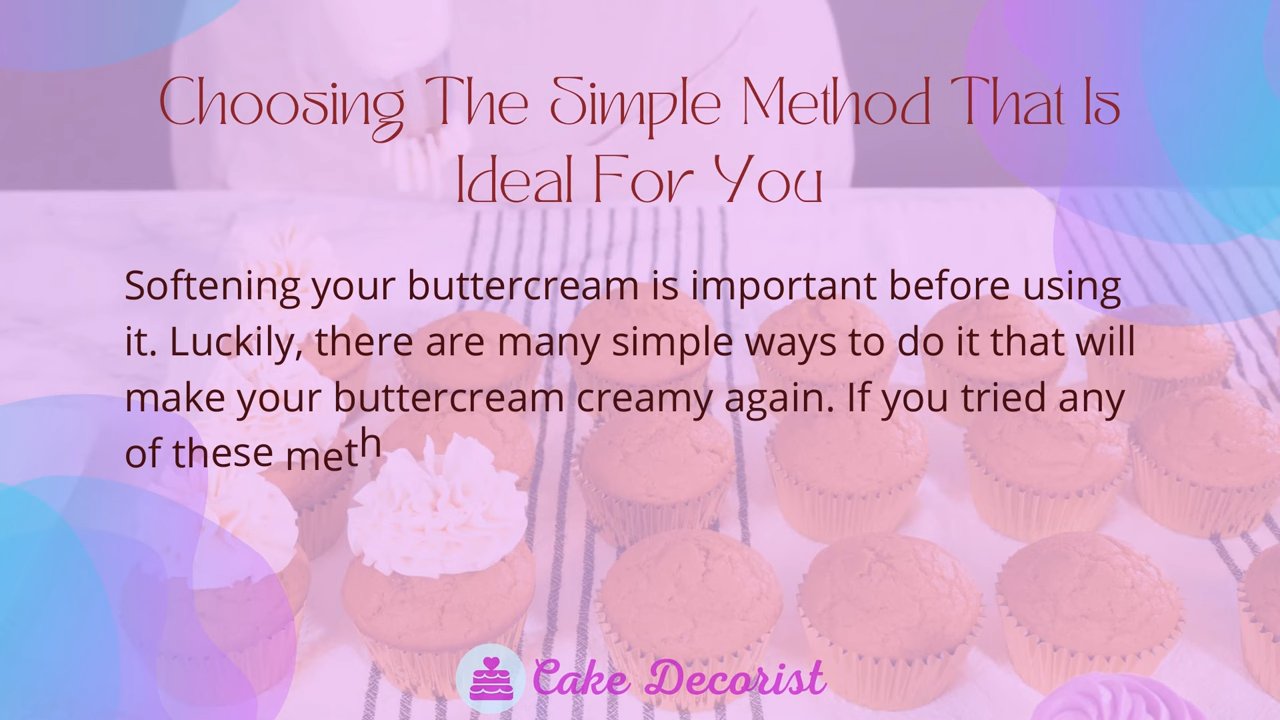 Choosing The Simple Method That Is
Ideal For You
Softening your buttercream is important before using
it. Luckily, there are many simple ways to do it that will
make your buttercream creamy again. If you tried any
of these meth
Cake Decorist